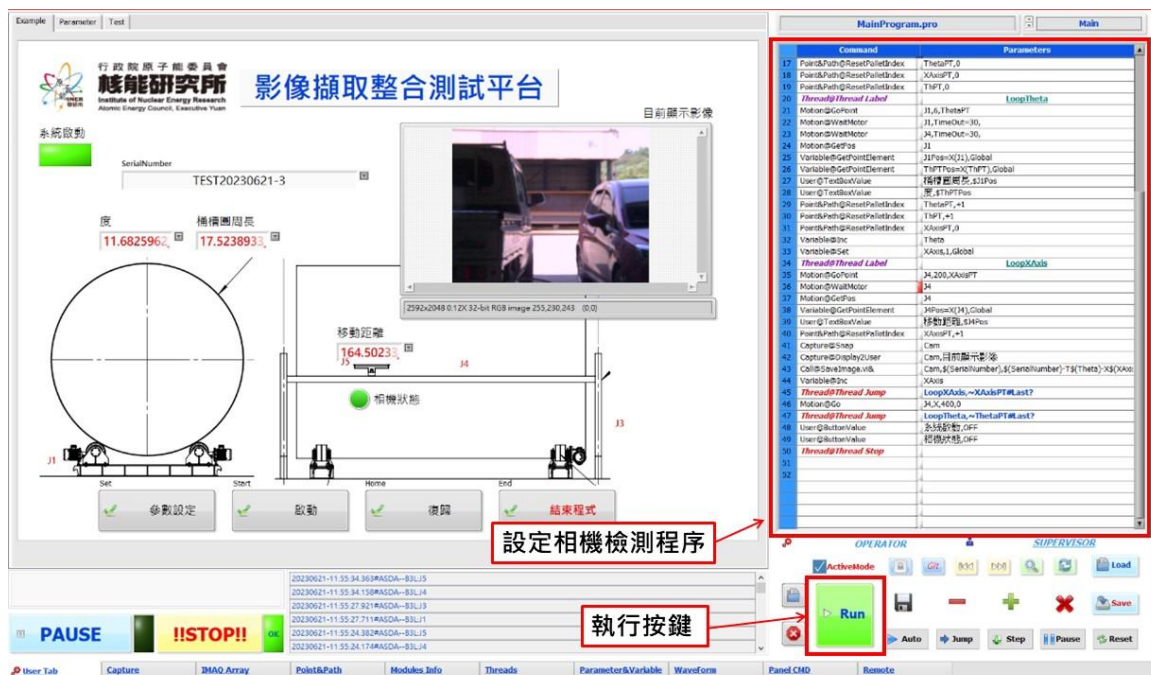 Example Parameter Test
行政院原子能委員會
核能研究所
Institute of Nuclear Energy Research
Atomic Energy Council, Executive Yuan
影像擷取整合測試平台
目前顯示影像
系統啟動
SerialNumber
TEST20230621-3
度
桶槽圓周長
11.6825962
17.5238933
2592x2048 0.12X 32-bit RGB image 255,230,243 (0,0)
移動距離
164.50233
J5
J4
相機狀態
J3
J1
Set
Start
Home
End
參數設定
啟動
復歸
結束程式
MainProgram.pro
Main
Command Parameters
17 Point&Path@ResetPalletIndex ThetaPT,0
18 Point&Path@ResetPalletIndex XAxisPT,0
19 Point&Path@ResetPalletIndex ThPT,0
20 Thread@Thread Label LoopTheta
21 Motion@GoPoint J1,6,ThetaPT
22 Motion@WaitMotor J1,TimeOut=30,
23 Motion@WaitMotor J4,TimeOut=30,
24 Motion@GetPos J1
25 Variable@GetPointElement J1Pos=X(J1),Global
26 Variable@GetPointElement ThPTPos=X(ThPT),Global
27 User@TextBoxValue 桶槽圓周長,$J1Pos
28 User@TextBoxValue 度,$ThPTPos
29 Point&Path@ResetPalletIndex ThetaPT,+1
30 Point&Path@ResetPalletIndex ThPT,+1
31 Point&Path@ResetPalletIndex XAxisPT,0
32 Variable@Inc Theta
33 Variable@Set XAxis,1,Global
34 Thread@Thread Label LoopXAxis
35 Motion@GoPoint J4,200,XAxisPT
36 Motion@WaitMotor J4
37 Motion@GetPos J4
38 Variable@GetPointElement J4Pos=X(J4),Global
39 User@TextBoxValue 移動距離,$J4Pos
40 Point&Path@ResetPalletIndex XAxisPT,+1
41 Capture@Snap Cam
42 Capture@Display2User Cam,目前顯示影像
43 Call@SaveImage.vi& Cam,$(SerialNumber),$(SerialNumber)-T$(Theta)-X$(XAxis
44 Variable@Inc XAxis
45 Thread@Thread Jump LoopXAxis,~XAxisPT#Last?
46 Motion@Go J4,X,400,0
47 Thread@Thread Jump LoopTheta,~ThetaPT#Last?
48 User@ButtonValue 系統啟動,OFF
49 User@ButtonValue 相機狀態,OFF
50 Thread@Thread Stop
51
52
設定相機檢測程序
OPERATOR SUPERVISOR
ActiveMode
Load
執行按鍵
Run
Save
Auto Jump Step Pause Reset
20230621-11:55:34.363#ASDA--B3L:J5
20230621-11:55:34.158#ASDA--B3L:J3
20230621-11:55:27.921#ASDA--B3L:J3
20230621-11:55:27.711#ASDA--B3L:J1
20230621-11:55:24.382#ASDA--B3L:J5
20230621-11:55:24.174#ASDA--B3L:J1
PAUSE
!!STOP!!
OK
User Tab Capture IMAQ Array Point&Path Modules Info Threads Parameter&Variable Waveform Panel CMD Remote